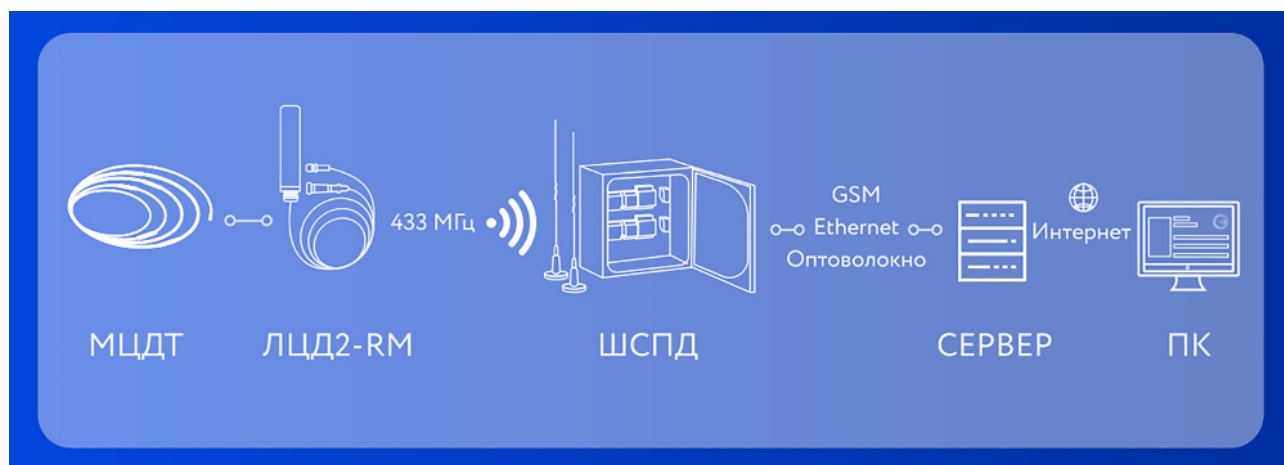 433 МГц
GSM
Ethernet
Оптоволокно
Интернет
МЦДТ
ЛЦД2-RM
ШСПД
СЕРВЕР
ПК